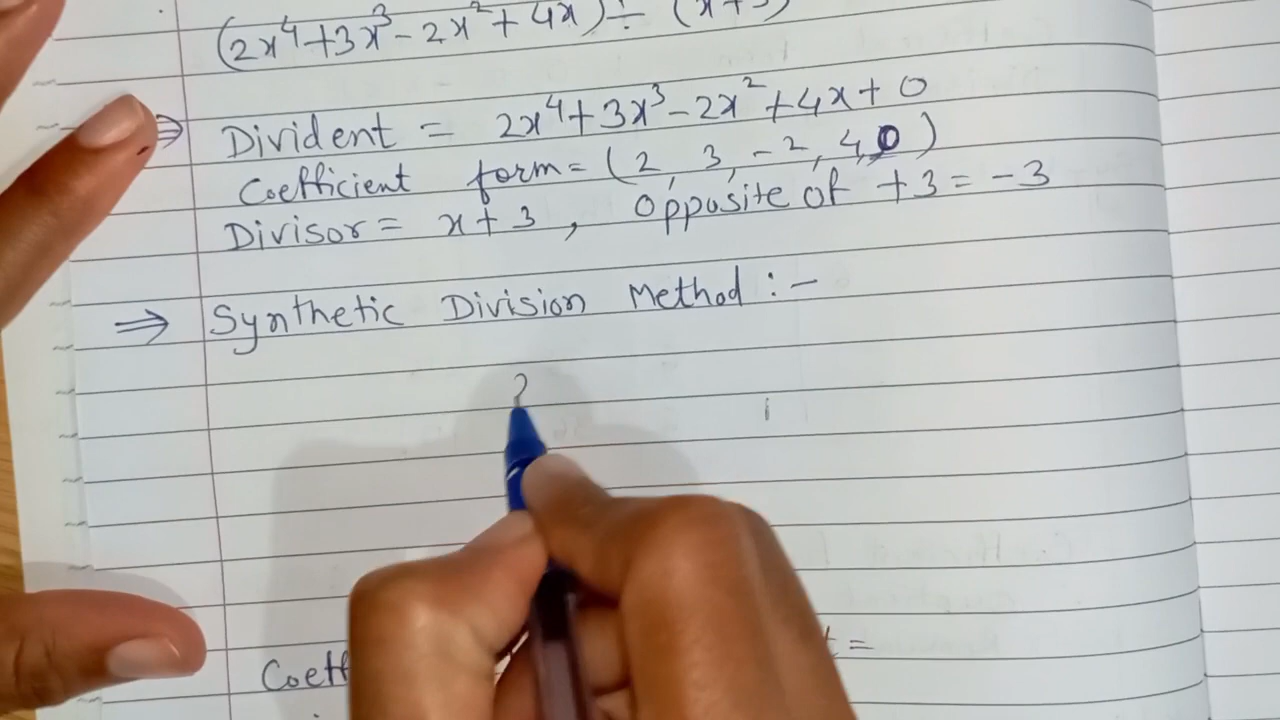 (2x⁴+3x³-2x²+4x)÷(x+3)
⇒ Divident = 2x⁴+3x³-2x²+4x+0
Coefficient form=(2, 3, -2, 4, 0)
Divisor= x+3, Opposite of +3=-3
⇒ Synthetic Division Method:-
2
=